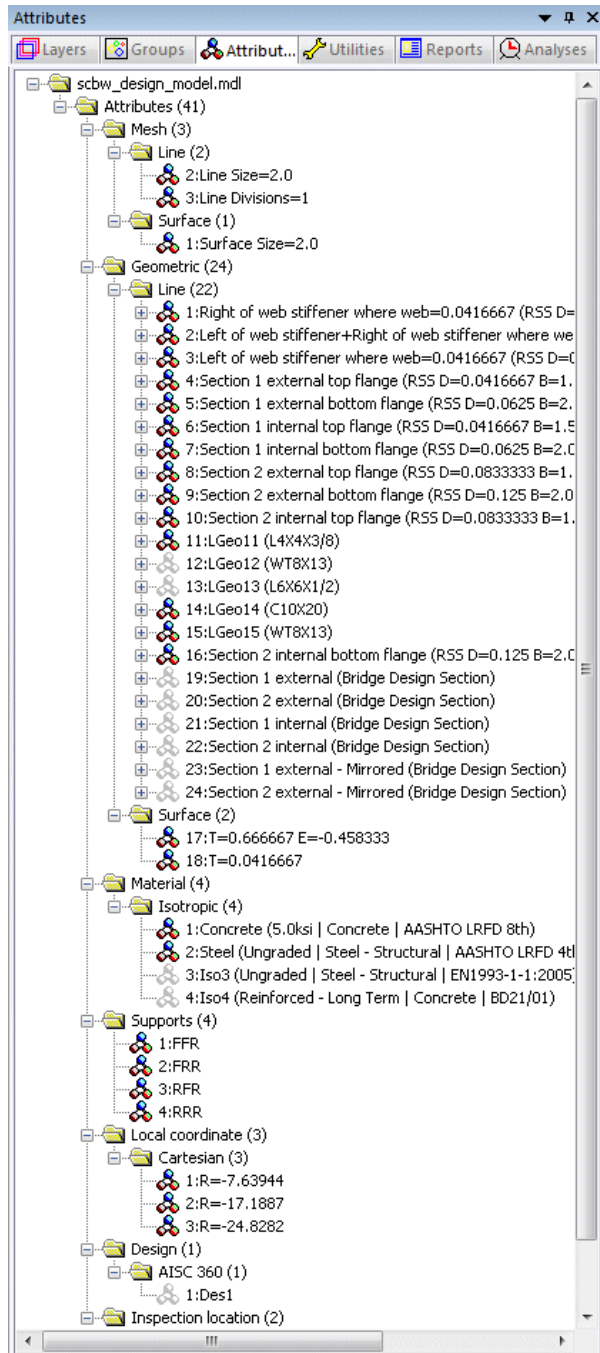 Attributes
Layers Groups Attribut... Utilities Reports Analyses
scbw_design_model.mdl
Attributes (41)
Mesh (3)
Line (2)
2:Line Size=2.0
3:Line Divisions=1
Surface (1)
1:Surface Size=2.0
Geometric (24)
Line (22)
1:Right of web stiffener where web=0.0416667 (RSS D=
2:Left of web stiffener+Right of web stiffener where we
3:Left of web stiffener where web=0.0416667 (RSS D=0
4:Section 1 external top flange (RSS D=0.0416667 B=1.
5:Section 1 external bottom flange (RSS D=0.0625 B=2.
6:Section 1 internal top flange (RSS D=0.0416667 B=1.5
7:Section 1 internal bottom flange (RSS D=0.0625 B=2.0
8:Section 2 external top flange (RSS D=0.0833333 B=1.
9:Section 2 external bottom flange (RSS D=0.125 B=2.0
10:Section 2 internal top flange (RSS D=0.0833333 B=1.
11:LGeo11 (L4X4X3/8)
12:LGeo12 (WT8X13)
13:LGeo13 (L6X6X1/2)
14:LGeo14 (C10X20)
15:LGeo15 (WT8X13)
16:Section 2 internal bottom flange (RSS D=0.125 B=2.0
19:Section 1 external (Bridge Design Section)
20:Section 2 external (Bridge Design Section)
21:Section 1 internal (Bridge Design Section)
22:Section 2 internal (Bridge Design Section)
23:Section 1 external - Mirrored (Bridge Design Section)
24:Section 2 external - Mirrored (Bridge Design Section)
Surface (2)
17:T=0.666667 E=-0.458333
18:T=0.0416667
Material (4)
Isotropic (4)
1:Concrete (5.0ksi | Concrete | AASHTO LRFD 8th)
2:Steel (Ungraded | Steel - Structural | AASHTO LRFD 4th
3:Iso3 (Ungraded | Steel - Structural | EN1993-1-1:2005)
4:Iso4 (Reinforced - Long Term | Concrete | BD21/01)
Supports (4)
1:FFR
2:FRR
3:RFR
4:RRR
Local coordinate (3)
Cartesian (3)
1:R=-7.63944
2:R=-17.1887
3:R=-24.8282
Design (1)
AISC 360 (1)
1:Des1
Inspection location (2)